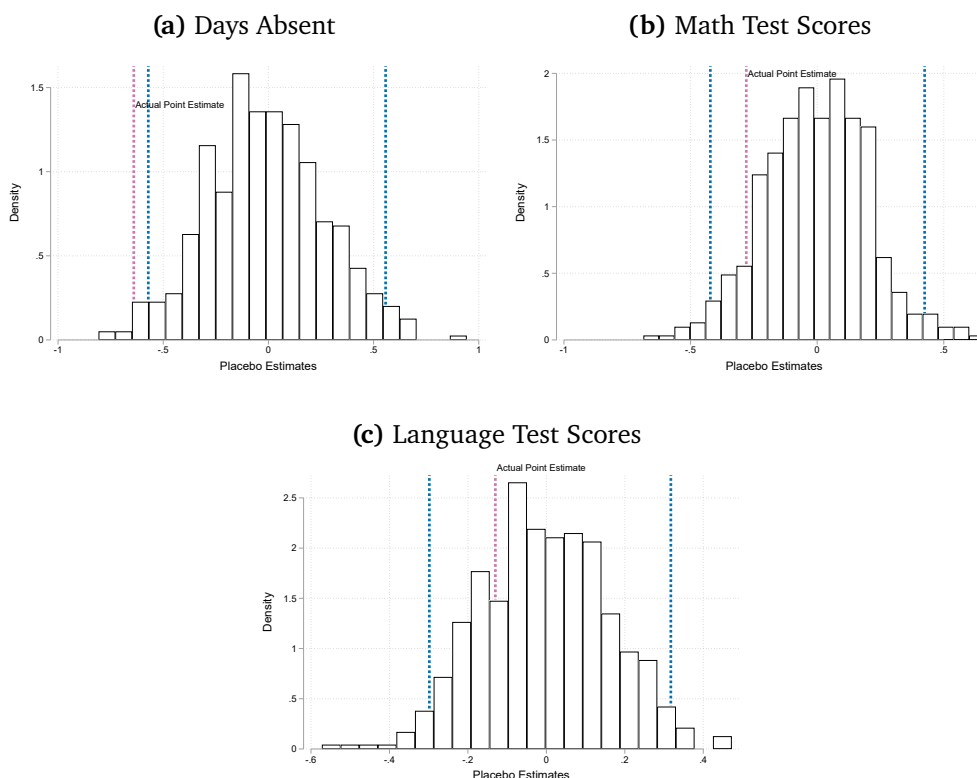 (a) Days Absent
Actual Point Estimate
1.5
1
.5
0
Density
-1
-.5
0
.5
1
Placebo Estimates
(b) Math Test Scores
Actual Point Estimate
2
1.5
1
.5
0
Density
-1
-.5
0
.5
Placebo Estimates
(c) Language Test Scores
Actual Point Estimate
2.5
2
1.5
1
.5
0
Density
-.6
-.4
-.2
0
.2
.4
Placebo Estimates